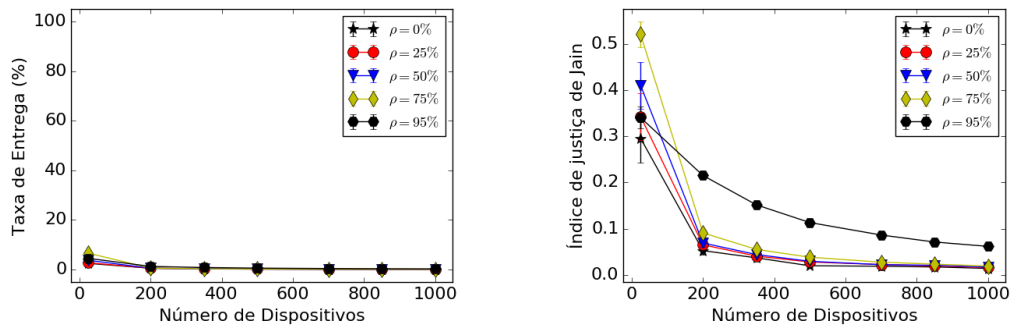 100
80
60
40
20
0
0 200 400 600 800 1000
Taxa de Entrega (%)
Número de Dispositivos
ρ = 0%
ρ = 25%
ρ = 50%
ρ = 75%
ρ = 95%
0.5
0.4
0.3
0.2
0.1
0.0
0 200 400 600 800 1000
Índice de justiça de Jain
Número de Dispositivos
ρ = 0%
ρ = 25%
ρ = 50%
ρ = 75%
ρ = 95%